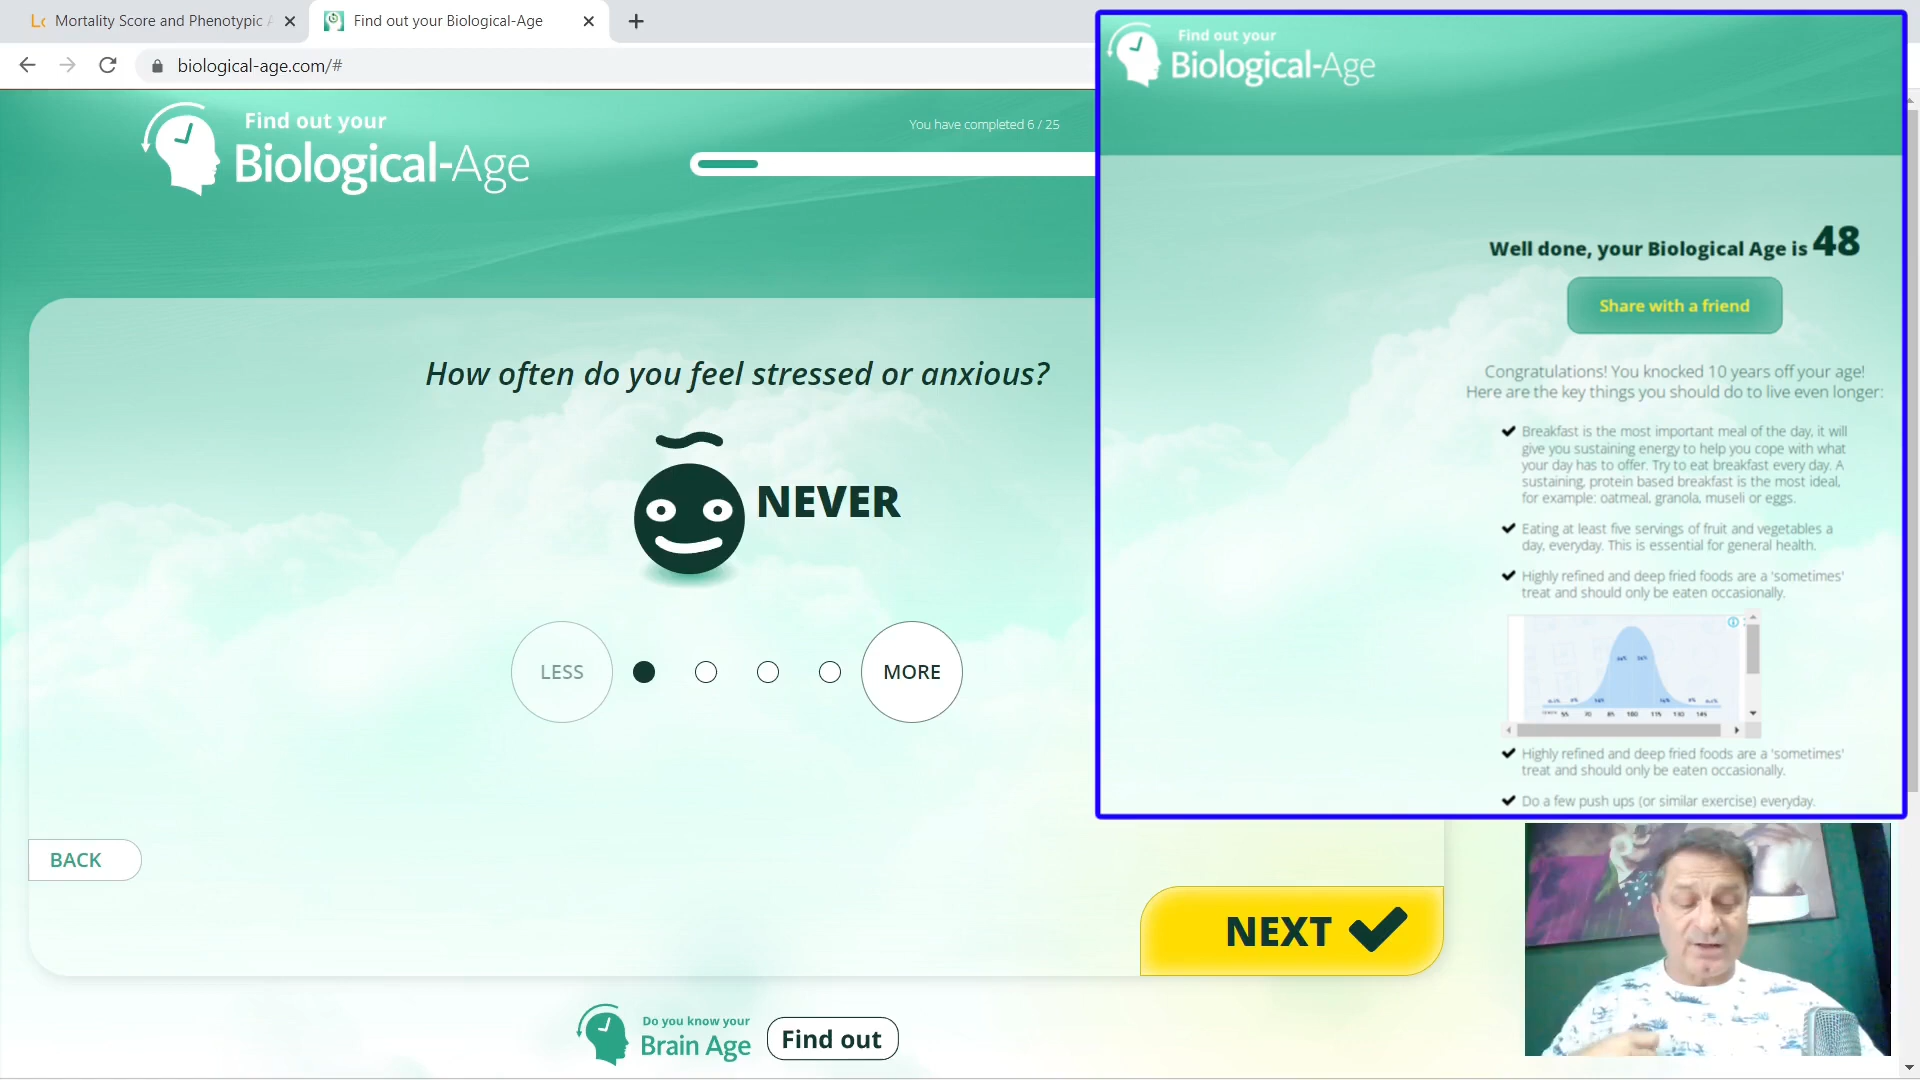 Mortality Score and Phenotypic
Find out your Biological-Age
biological-age.com/#
Find out your
Biological-Age
You have completed 6 / 25
How often do you feel stressed or anxious?
NEVER
LESS
MORE
BACK
NEXT
Do you know your
Brain Age
Find out
Find out your
Biological-Age
Well done, your Biological Age is 48
Share with a friend
Congratulations! You knocked 10 years off your age!
Here are the key things you should do to live even longer:
Breakfast is the most important meal of the day, it will
give you sustaining energy to help you cope with what
your day has to offer. Try to eat breakfast every day. A
sustaining, protein based breakfast is the most ideal,
for example: oatmeal, granola, museli or eggs.
Eating at least five servings of fruit and vegetables a
day, everyday. This is essential for general health.
Highly refined and deep fried foods are a 'sometimes'
treat and should only be eaten occasionally.
55 70 85 100 115 130 145
Highly refined and deep fried foods are a 'sometimes'
treat and should only be eaten occasionally.
Do a few push ups (or similar exercise) everyday.